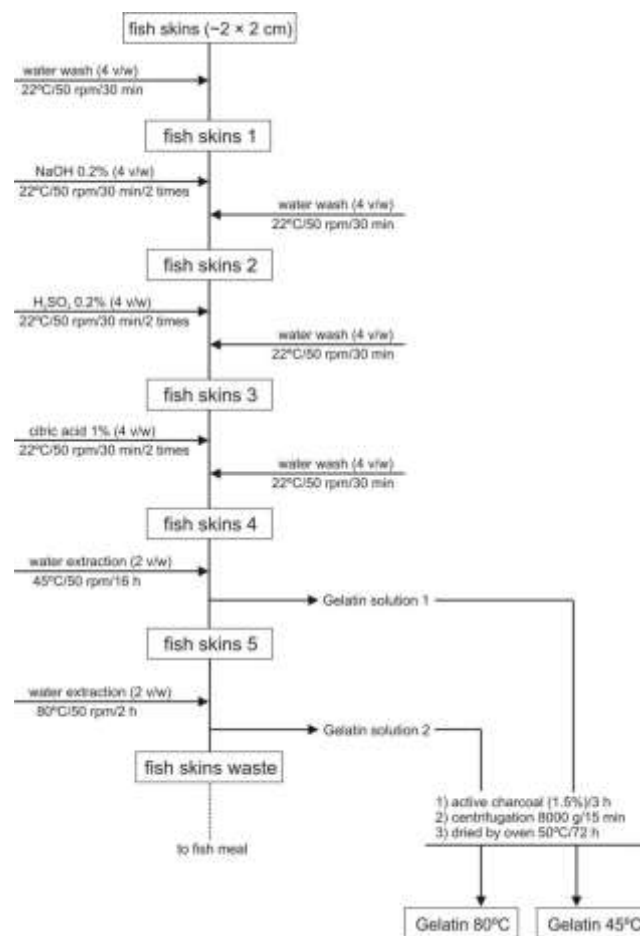 fish skins (~2 × 2 cm)
water wash (4 v/w)
22ºC/50 rpm/30 min
fish skins 1
NaOH 0.2% (4 v/w)
22ºC/50 rpm/30 min/2 times
water wash (4 v/w)
22ºC/50 rpm/30 min
fish skins 2
0.2% (4 v/w)
22ºC/50 rpm/30 min/2 times
water wash (4 v/w)
22ºC/50 rpm/30 min
fish skins 3
citric acid 1% (4 v/w)
22ºC/50 rpm/30 min/2 times
water wash (4 v/w)
22ºC/50 rpm/30 min
fish skins 4
water extraction (2 v/w)
45ºC/50 rpm/16 h
Gelatin solution 1
fish skins 5
water extraction (2 v/w)
80ºC/50 rpm/2 h
Gelatin solution 2
fish skins waste
1) active charcoal (1.5%)/3 h
2) centrifugation 8000 g/15 min
3) dried by oven 50ºC/72 h
to fish meal
Gelatin 80ºC
Gelatin 45ºC